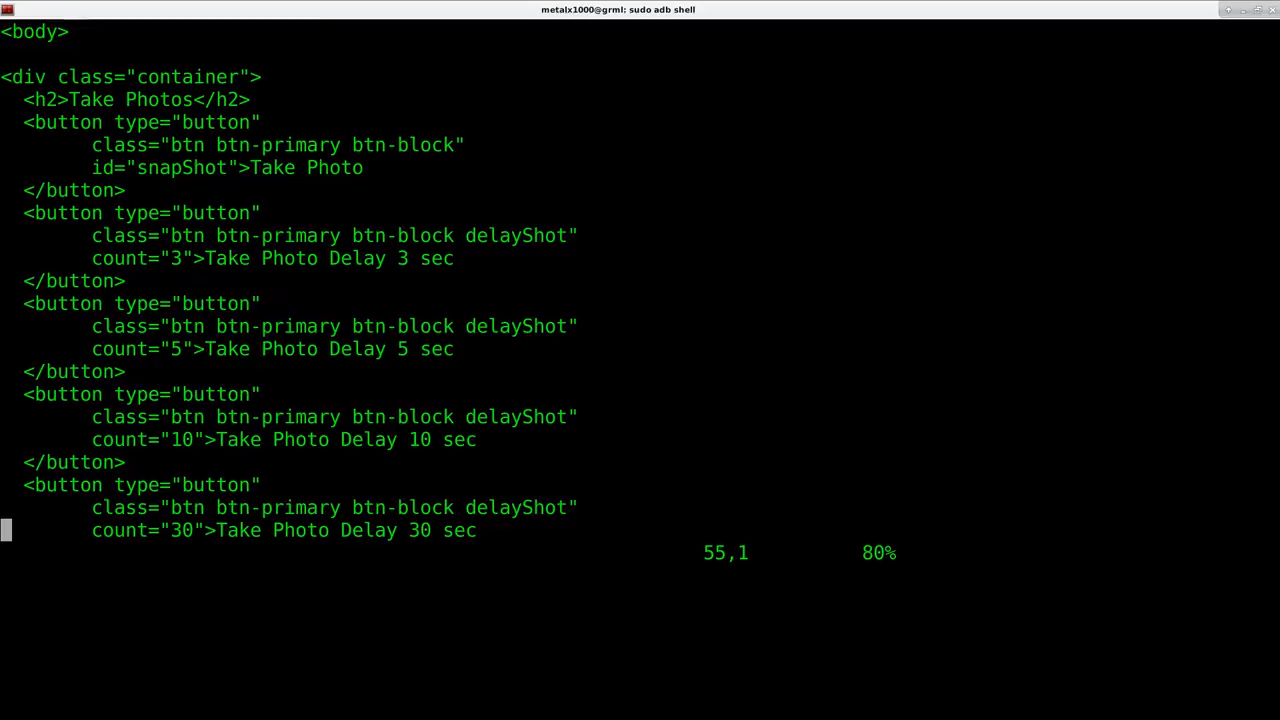 metalx1000@grml: sudo adb shell
<body>
<div class="container">
<h2>Take Photos</h2>
<button type="button"
class="btn btn-primary btn-block"
id="snapShot">Take Photo
</button>
<button type="button"
class="btn btn-primary btn-block delayShot"
count="3">Take Photo Delay 3 sec
</button>
<button type="button"
class="btn btn-primary btn-block delayShot"
count="5">Take Photo Delay 5 sec
</button>
<button type="button"
class="btn btn-primary btn-block delayShot"
count="10">Take Photo Delay 10 sec
</button>
<button type="button"
class="btn btn-primary btn-block delayShot"
count="30">Take Photo Delay 30 sec
55,1 80%